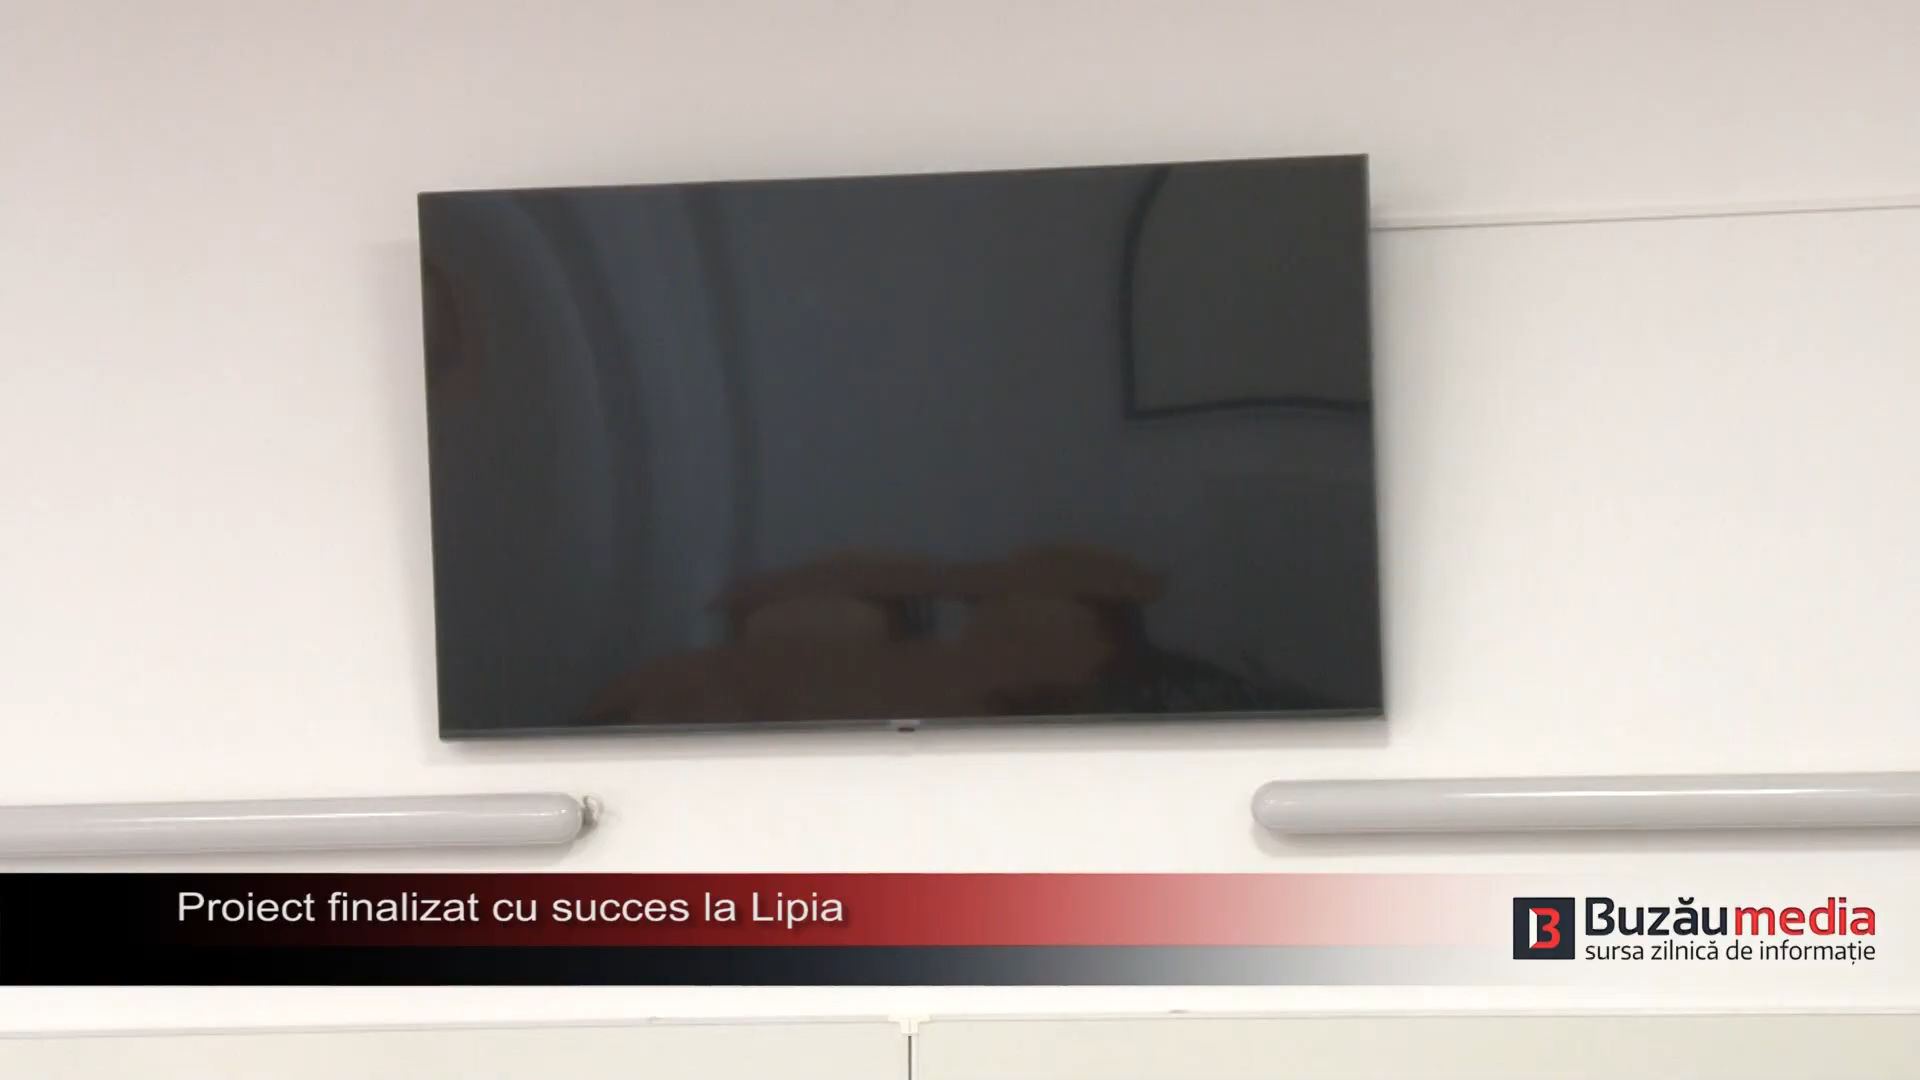 Proiect finalizat cu succes la Lipia
Buzăumedia
sursa zilnică de informație